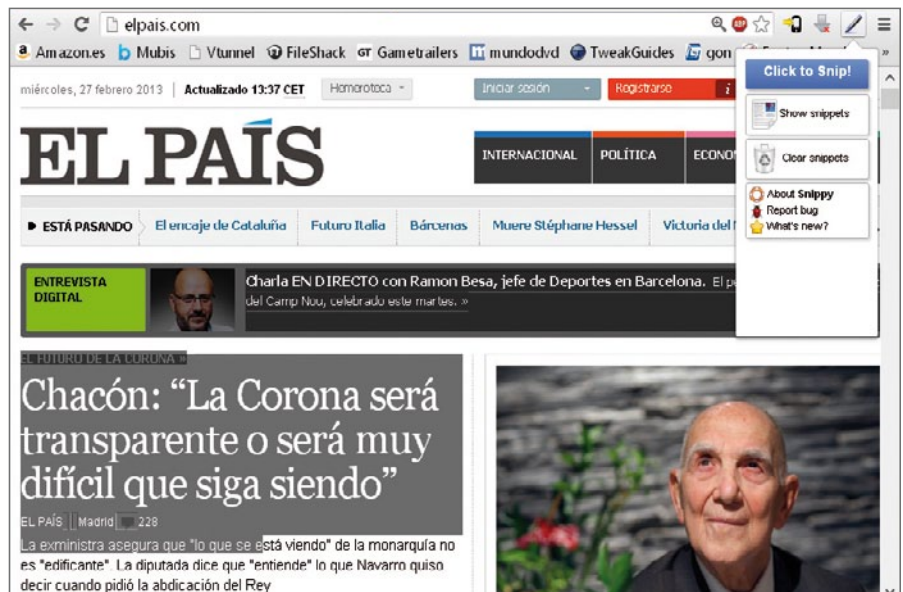 elpais.com
Amazon.es Mubis Vtunnel FileShack GT Gametrailers mundodvd TweakGuides gon »
miércoles, 27 febrero 2013 | Actualizado 13:37 CET Hemeroteca Iniciar sesión Registrarse i
Click to Snip!
Show snippets
Clear snippets
About Snippy
Report bug
What's new?
EL PAÍS
INTERNACIONAL POLÍTICA
ESTÁ PASANDO El encaje de Cataluña Futuro Italia Bárcenas Muere Stéphane Hessel Victoria del
ENTREVISTA
DIGITAL
Charla EN DIRECTO con Ramon Besa, jefe de Deportes en Barcelona. El
del Camp Nou, celebrado este martes. »
EL FUTURO DE LA CORONA »
Chacón: “La Corona será
transparente o será muy
difícil que siga siendo”
EL PAÍS | Madrid | 228
La exministra asegura que "lo que se está viendo" de la monarquía no
es "edificante". La diputada dice que "entiende" lo que Navarro quiso
decir cuando pidió la abdicación del Rey